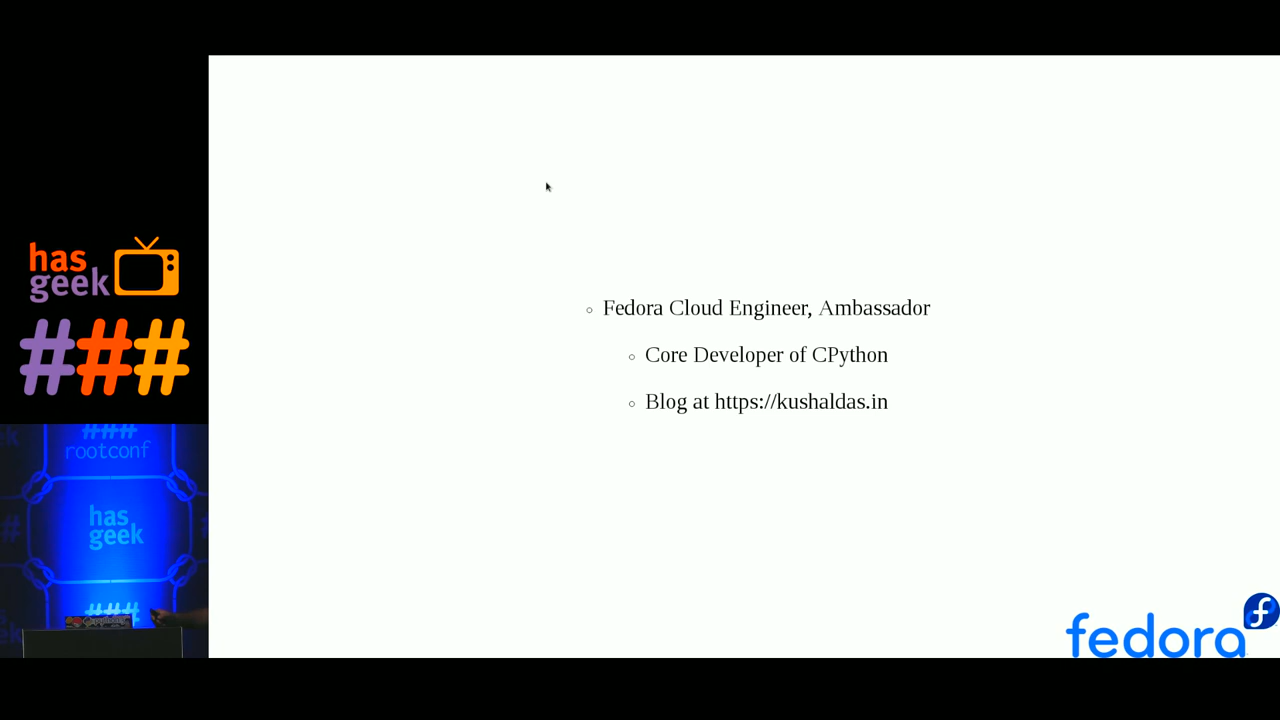 has
geek
###
###
rootconf
has
geek
###
Fedora Cloud Engineer, Ambassador
Core Developer of CPython
Blog at https://kushaldas.in
fedora